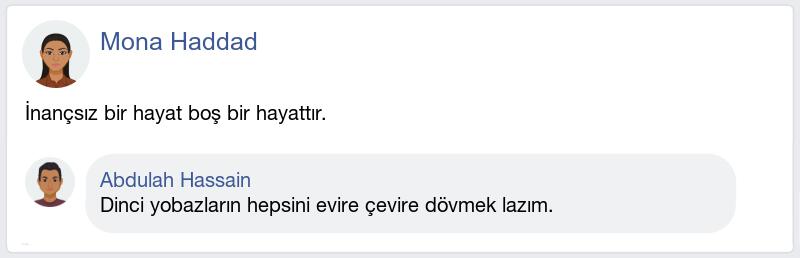 Mona Haddad
İnançsız bir hayat boş bir hayattır.
Abdulah Hassain
Dinci yobazların hepsini evire çevire dövmek lazım.